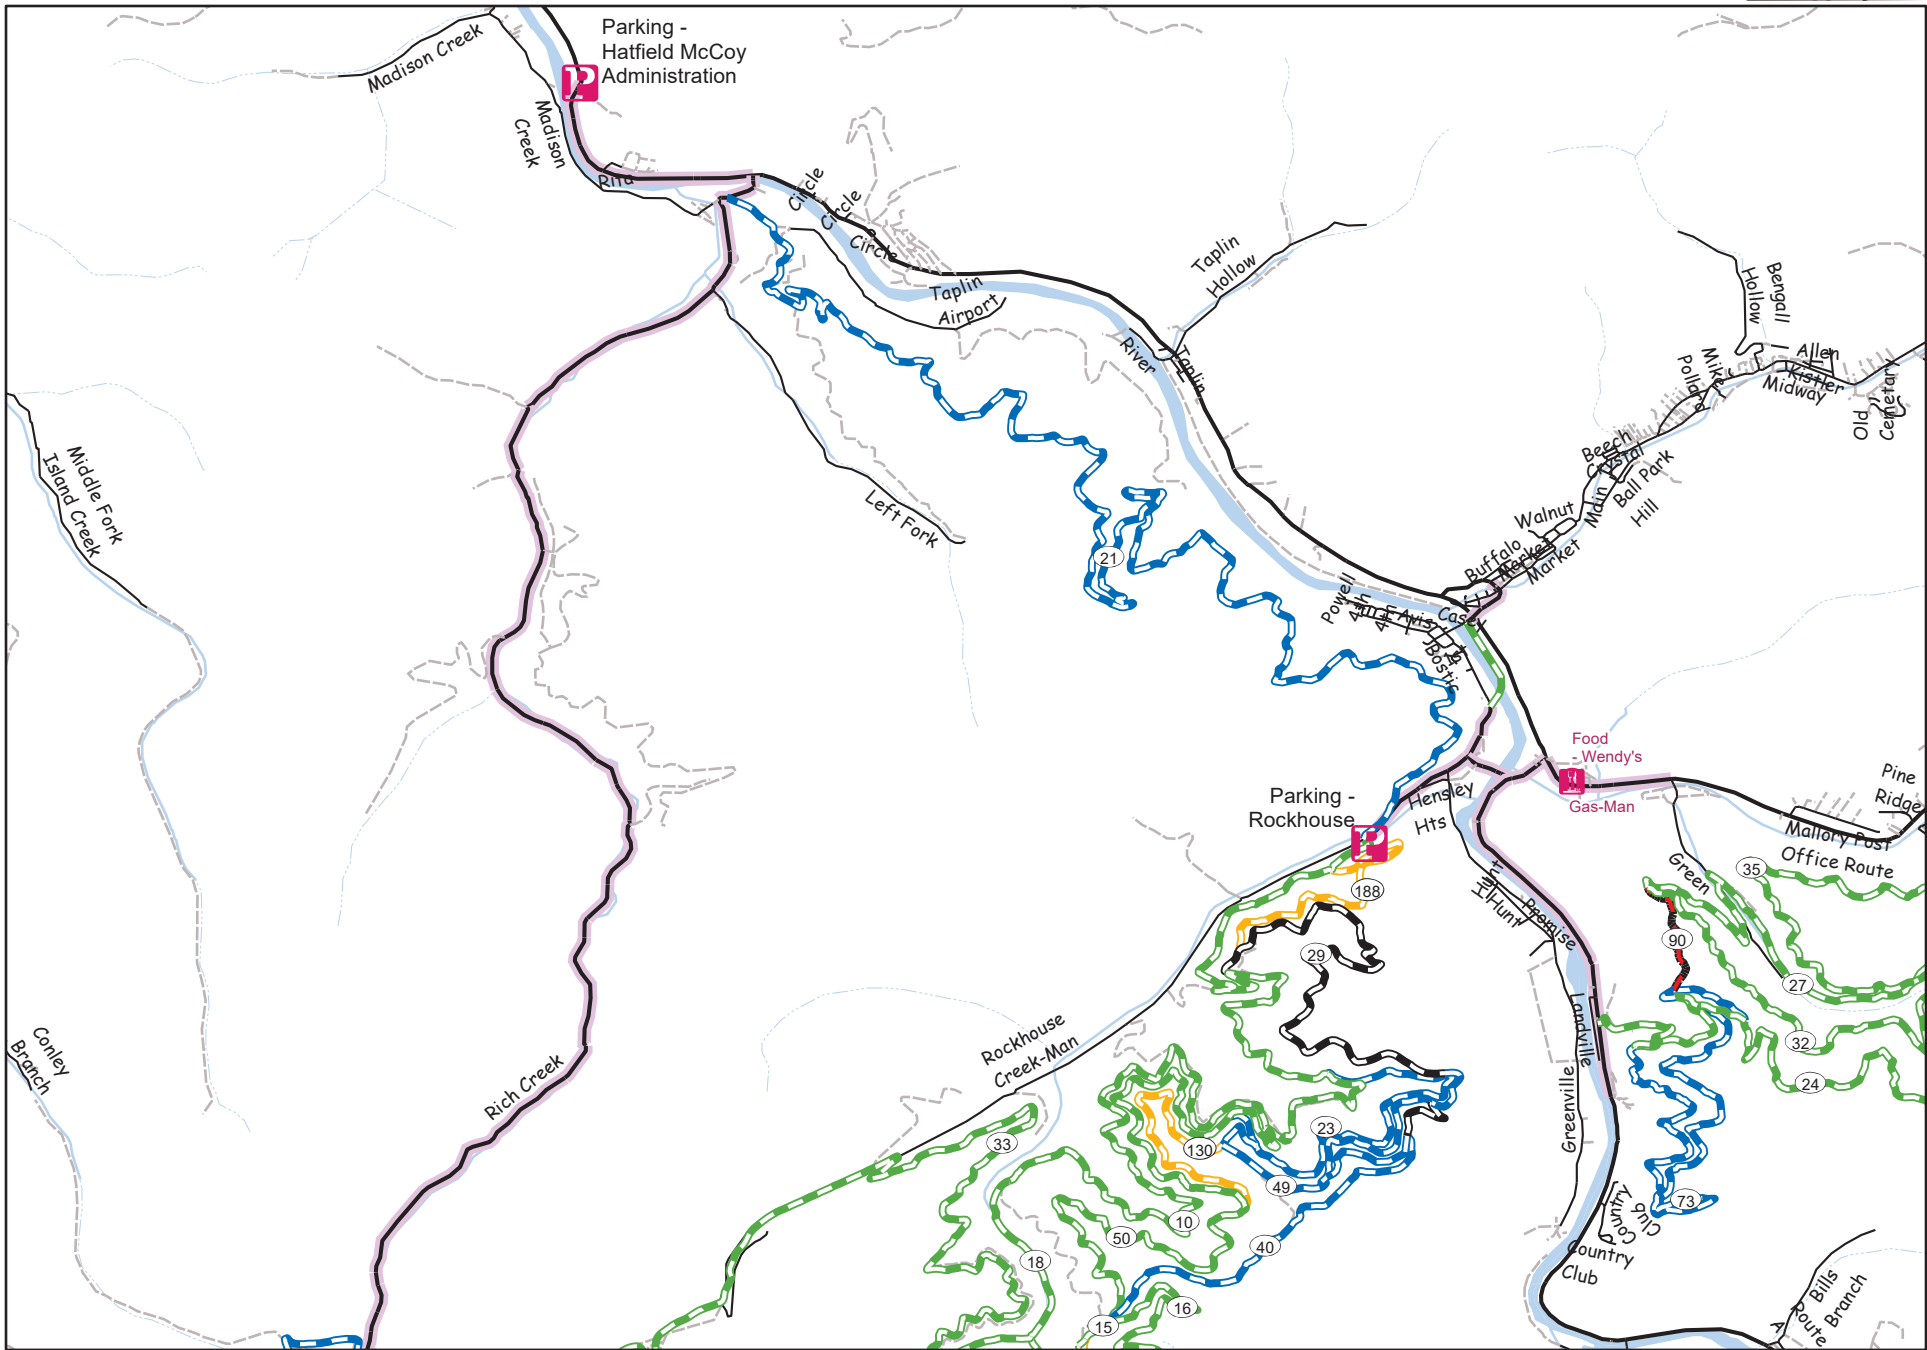 Parking -
Hatfield McCoy
Administration
P
Madison Creek
Madison
Creek
Rita
Circle
Circle
Circle
Taplin
Airport
Taplin
Hollow
River
Taplin
Bengall
Hollow
Allen
Kistler
Midway
Mike
Pollard
Old
Cemetary
Beech
Crystal
Main
Ball Park
Hill
Walnut
Buffalo
Market
Market
Middle Fork
Island Creek
Left Fork
21
Powell
4th
4th
Avis
Casey
Bostic
Food
- Wendy's
Gas-Man
Pine
Ridge
Mallory Post
Office Route
Parking -
Rockhouse
P
Hensley
Hts
188
Green
35
Hunt
Hunt
Promise
29
90
27
32
24
Landville
Greenville
Rockhouse
Creek-Man
Conley
Branch
Rich Creek
33
130
23
49
10
50
40
18
16
15
73
Country
Club
Country
Club
Bills
Branch
Route
A